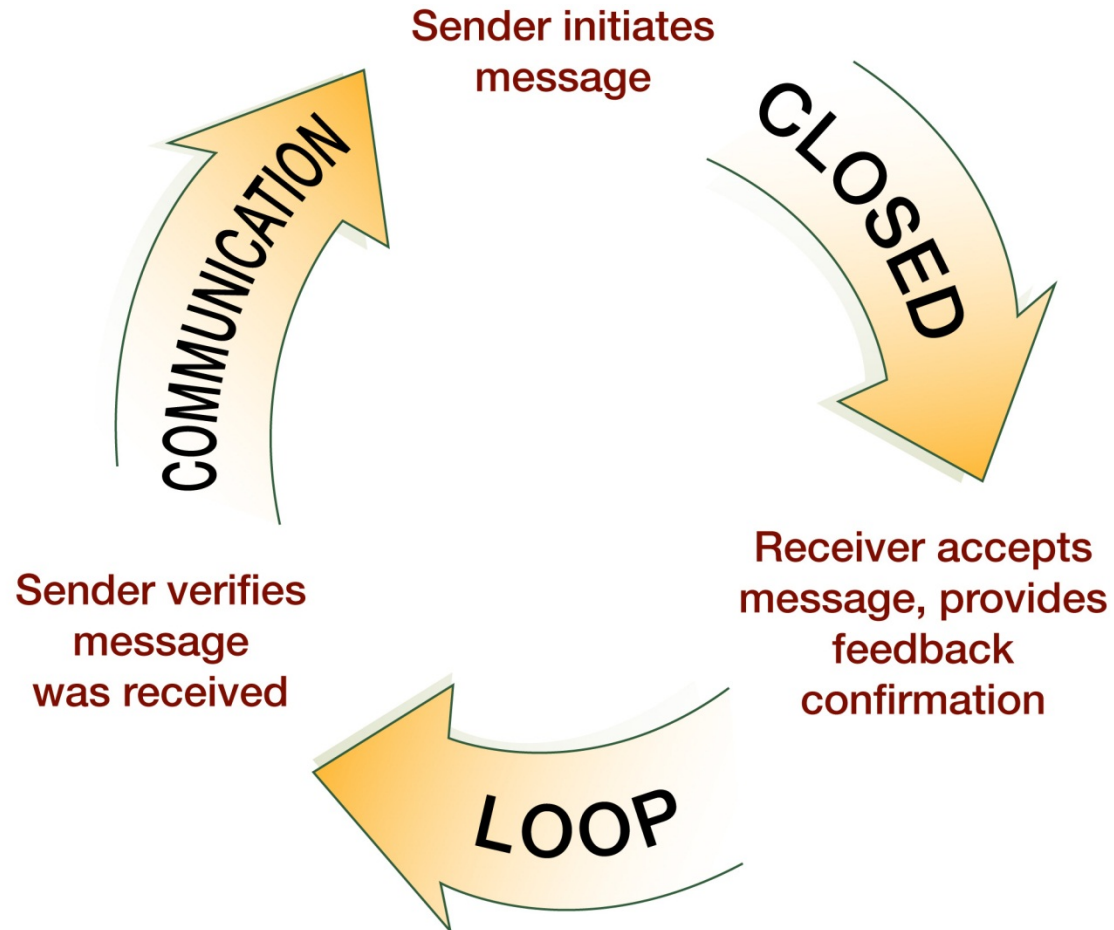 Sender initiates
message
CLOSED
Receiver accepts
message, provides
feedback
confirmation
LOOP
Sender verifies
message
was received
COMMUNICATION